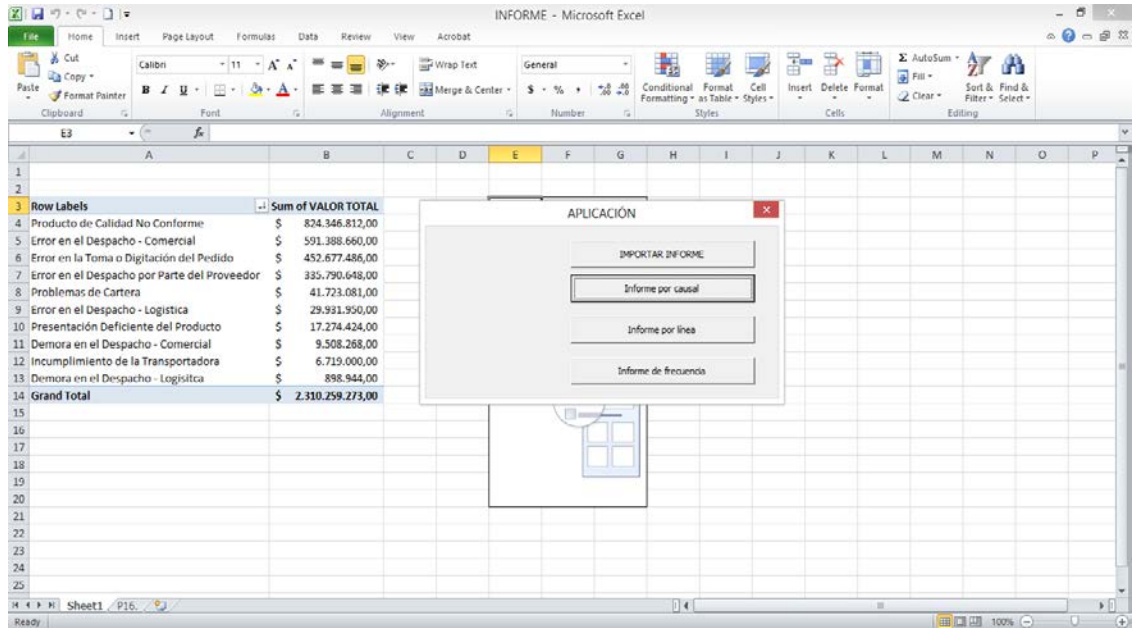 INFORME - Microsoft Excel
File Home Insert Page Layout Formulas Data Review View Acrobat
Paste
Cut
Copy
Format Painter
Clipboard
Calibri 11
B I U
Font
Wrap Text
Merge & Center
Alignment
General
$ % ,
Number
Conditional Formatting
Format as Table
Cell Styles
Styles
Insert Delete Format
Cells
Σ AutoSum
Fill
Clear
Sort & Filter
Find & Select
Editing
E3 fx
A B C D E F G H I J K L M N O P
1
2
3 Row Labels Sum of VALOR TOTAL
4 Producto de Calidad No Conforme $ 824.346.812,00
5 Error en el Despacho - Comercial $ 591.388.660,00
6 Error en la Toma o Digitación del Pedido $ 452.677.486,00
7 Error en el Despacho por Parte del Proveedor $ 335.790.648,00
8 Problemas de Cartera $ 41.723.081,00
9 Error en el Despacho - Logistica $ 29.931.950,00
10 Presentación Deficiente del Producto $ 17.274.424,00
11 Demora en el Despacho - Comercial $ 9.508.268,00
12 Incumplimiento de la Transportadora $ 6.719.000,00
13 Demora en el Despacho - Logisitca $ 898.944,00
14 Grand Total $ 2.310.259.273,00
15
16
17
18
19
20
21
22
23
24
25
APLICACIÓN
IMPORTAR INFORME
Informe por causal
Informe por línea
Informe de frecuencia
Sheet1 P16.
Ready 100%